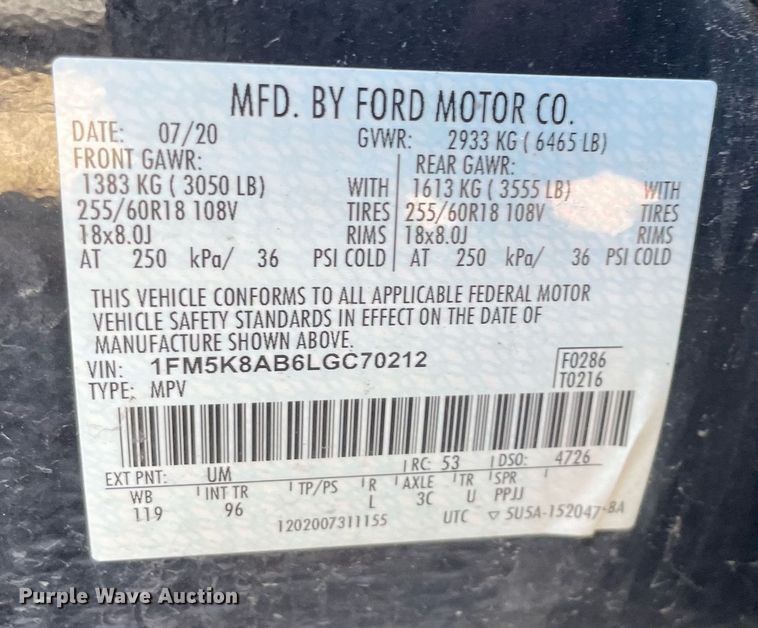 MFD. BY FORD MOTOR CO.
DATE: 07/20 GVWR: 2933 KG ( 6465 LB)
FRONT GAWR: REAR GAWR:
1383 KG ( 3050 LB) WITH 1613 KG ( 3555 LB) WITH
255/60R18 108V TIRES 255/60R18 108V TIRES
18x8.0J RIMS 18x8.0J RIMS
AT 250 kPa/ 36 PSI COLD AT 250 kPa/ 36 PSI COLD
THIS VEHICLE CONFORMS TO ALL APPLICABLE FEDERAL MOTOR
VEHICLE SAFETY STANDARDS IN EFFECT ON THE DATE OF
MANUFACTURE SHOWN ABOVE.
VIN: 1FM5K8AB6LGC70212 F0286
TYPE: MPV T0216
EXT PNT: UM RC: 53 DSO: 4726
WB INT TR TP/PS R AXLE TR SPR
119 96 L 3C U PPJJ
1202007311155 UTC ▽ 5U5A-152047-BA
Purple Wave Auction